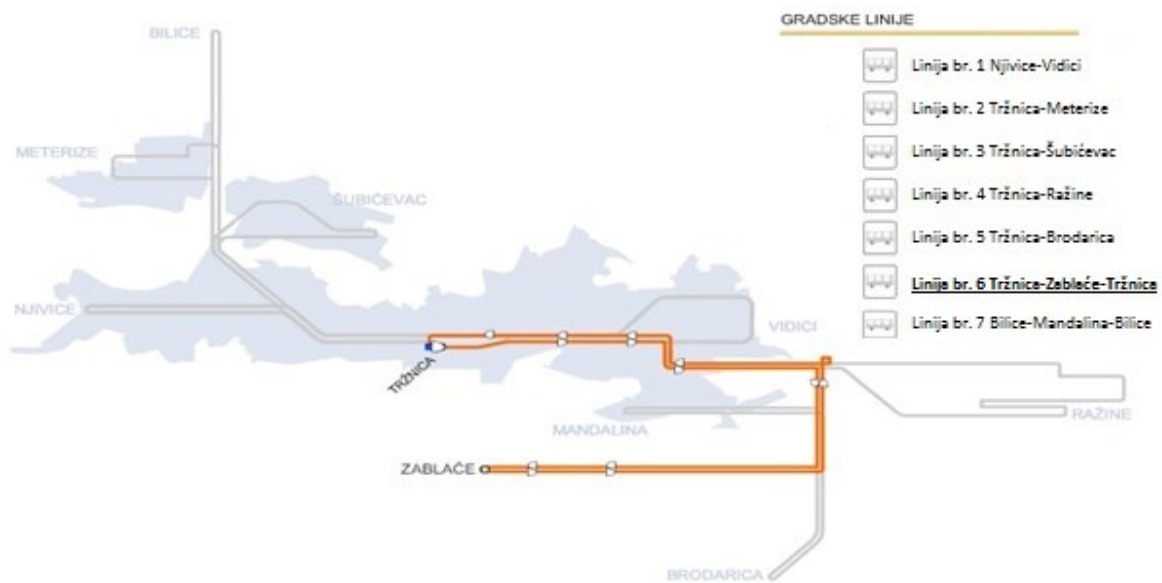 GRADSKE LINIJE
BILICE
Linija br. 1 Njivice-Vidici
Linija br. 2 Tržnica-Meterize
METERIZE
Linija br. 3 Tržnica-Šubićevac
ŠUBIĆEVAC
Linija br. 4 Tržnica-Ražine
Linija br. 5 Tržnica-Brodarica
Linija br. 6 Tržnica-Zablaće-Tržnica
NJIVICE
Linija br. 7 Bilice-Mandalina-Bilice
VIDICI
TRŽNICA
RAŽINE
MANDALINA
ZABLAĆE
BRODARICA